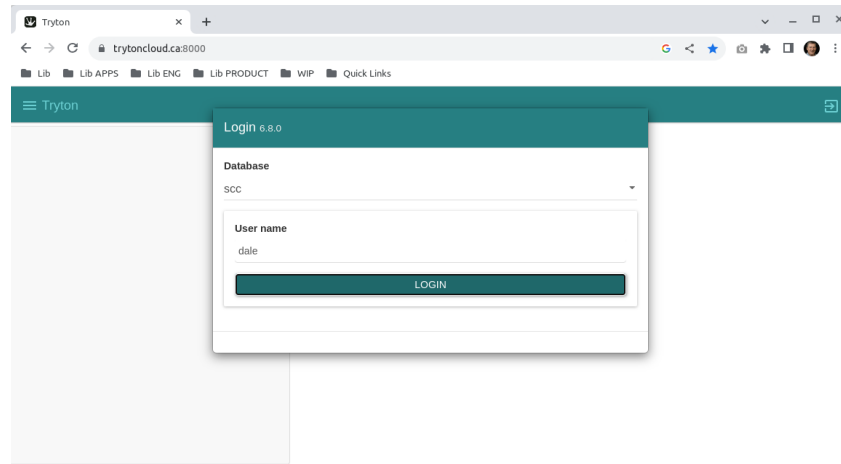 Tryton
trytoncloud.ca:8000
Lib Lib APPS Lib ENG Lib PRODUCT WIP Quick Links
Tryton
Login 6.8.0
Database
scc
User name
dale
LOGIN